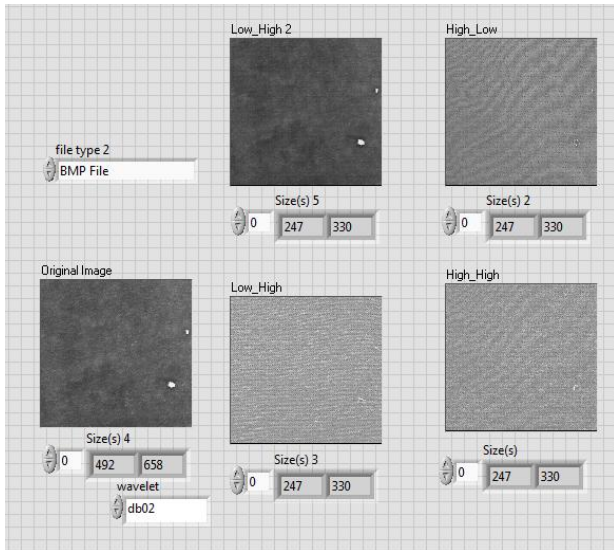 Low_High 2
High_Low
file type 2
BMP File
Size(s) 5
0 247 330
Size(s) 2
0 247 330
Original Image
Low_High
High_High
Size(s) 4
0 492 658
Size(s) 3
0 247 330
Size(s)
0 247 330
wavelet
db02